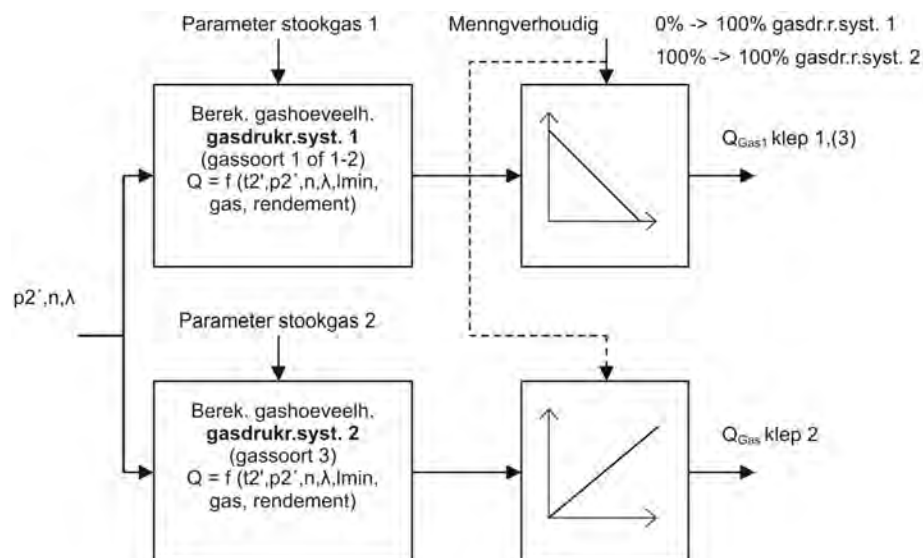 Parameter stookgas 1
Menngverhoudig
0% -> 100% gasdr.r.syst. 1
100% -> 100% gasdr.r.syst. 2
Berek. gashoeveelh.
gasdrukr.syst. 1
(gassoort 1 of 1-2)
Q = f (t2',p2´,n,λ,lmin,
gas, rendement)
QGas1 klep 1,(3)
p2´,n,λ
Parameter stookgas 2
Berek. gashoeveelh.
gasdrukr.syst. 2
(gassoort 3)
Q = f (t2',p2´,n,λ,lmin,
gas, rendement)
QGas klep 2